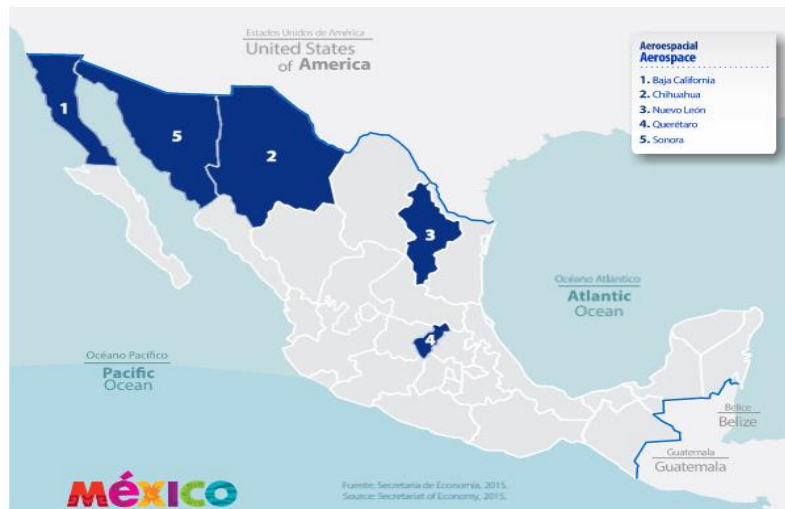 Estados Unidos de América
United States
of America
Aeroespacial
Aerospace
1. Baja California
2. Chihuahua
3. Nuevo León
4. Querétaro
5. Sonora
1
5
2
3
4
Océano Atlántico
Atlantic
Ocean
Océano Pacífico
Pacific
Ocean
Belice
Belize
Guatemala
Guatemala
MéXICO
Fuente: Secretaría de Economía, 2015.
Source: Secretariat of Economy, 2015.